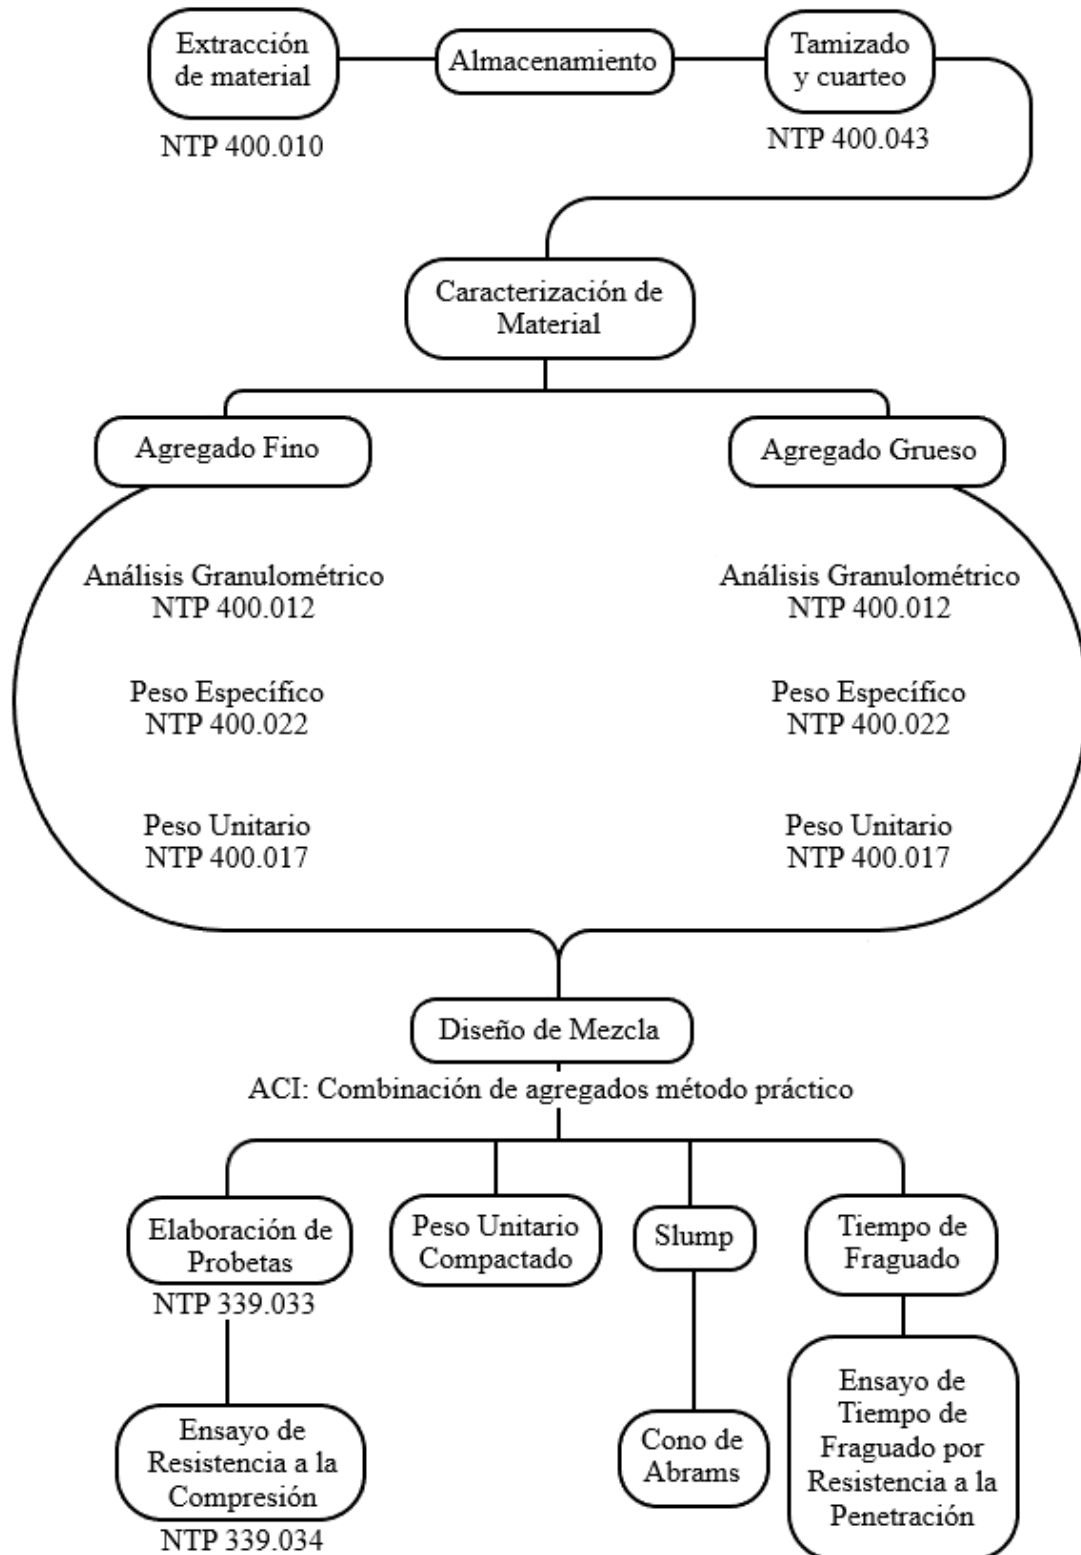 Extracción
de material
NTP 400.010
Almacenamiento
Tamizado
y cuarteo
NTP 400.043
Caracterización de
Material
Agregado Fino
Análisis Granulométrico
NTP 400.012
Peso Específico
NTP 400.022
Peso Unitario
NTP 400.017
Agregado Grueso
Análisis Granulométrico
NTP 400.012
Peso Específico
NTP 400.022
Peso Unitario
NTP 400.017
Diseño de Mezcla
ACI: Combinación de agregados método práctico
Elaboración de
Probetas
NTP 339.033
Ensayo de
Resistencia a la
Compresión
NTP 339.034
Peso Unitario
Compactado
Slump
Cono de
Abrams
Tiempo de
Fraguado
Ensayo de
Tiempo de
Fraguado por
Resistencia a la
Penetración